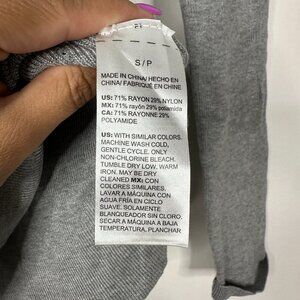 S/P
MADE IN CHINA/ HECHO EN
CHINA/ FABRIQUÉ EN CHINE
US: 71% RAYON 29% NYLON
MX: 71% rayón 29% poliamida
CA: 71% RAYONNE 29%
POLYAMIDE
US: WITH SIMILAR COLORS.
MACHINE WASH COLD,
GENTLE CYCLE. ONLY
NON-CHLORINE BLEACH.
TUMBLE DRY LOW, WARM
IRON. MAY BE DRY
CLEANED MX: CON
COLORES SIMILARES,
LAVAR A MÁQUINA CON
AGUA FRÍA EN CICLO
SUAVE. SOLAMENTE
BLANQUEADOR SIN CLORO.
SECAR A MÁQUINA A BAJA
TEMPERATURA, PLANCHAR